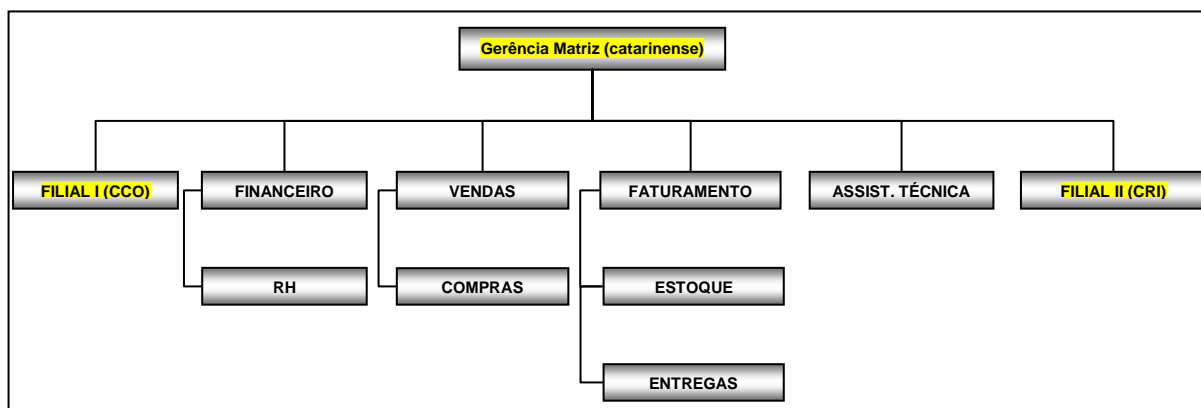 Gerência Matriz (catarinense)
FILIAL I (CCO)
FINANCEIRO
VENDAS
FATURAMENTO
ASSIST. TÉCNICA
FILIAL II (CRI)
RH
COMPRAS
ESTOQUE
ENTREGAS